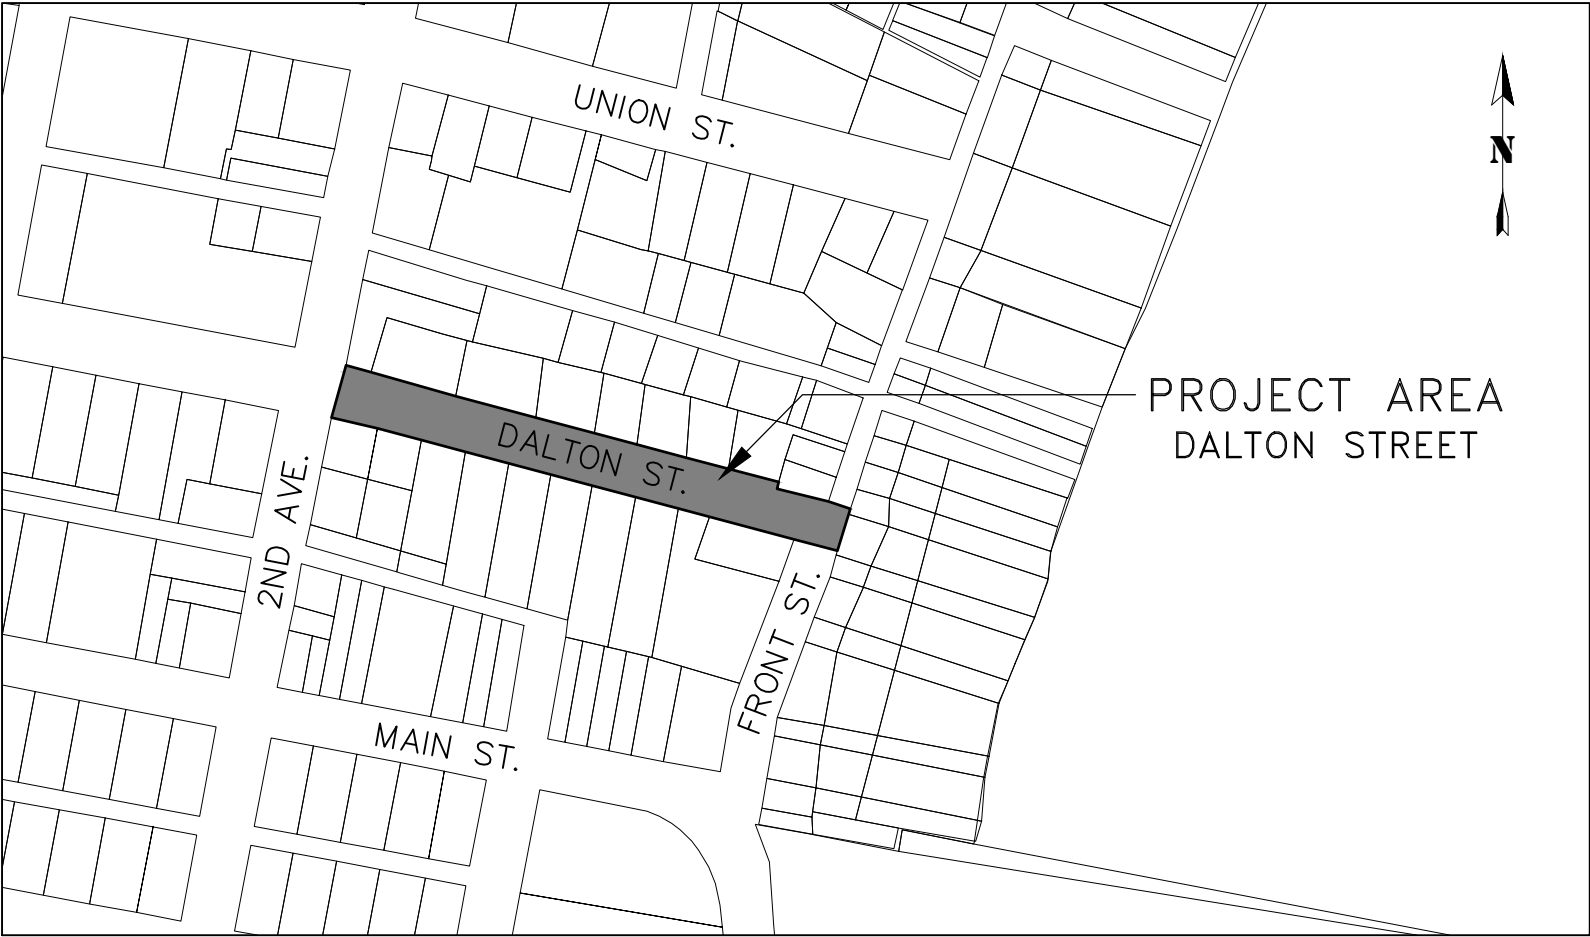 UNION ST.
N
PROJECT AREA
DALTON STREET
DALTON ST.
2ND AVE.
FRONT ST.
MAIN ST.